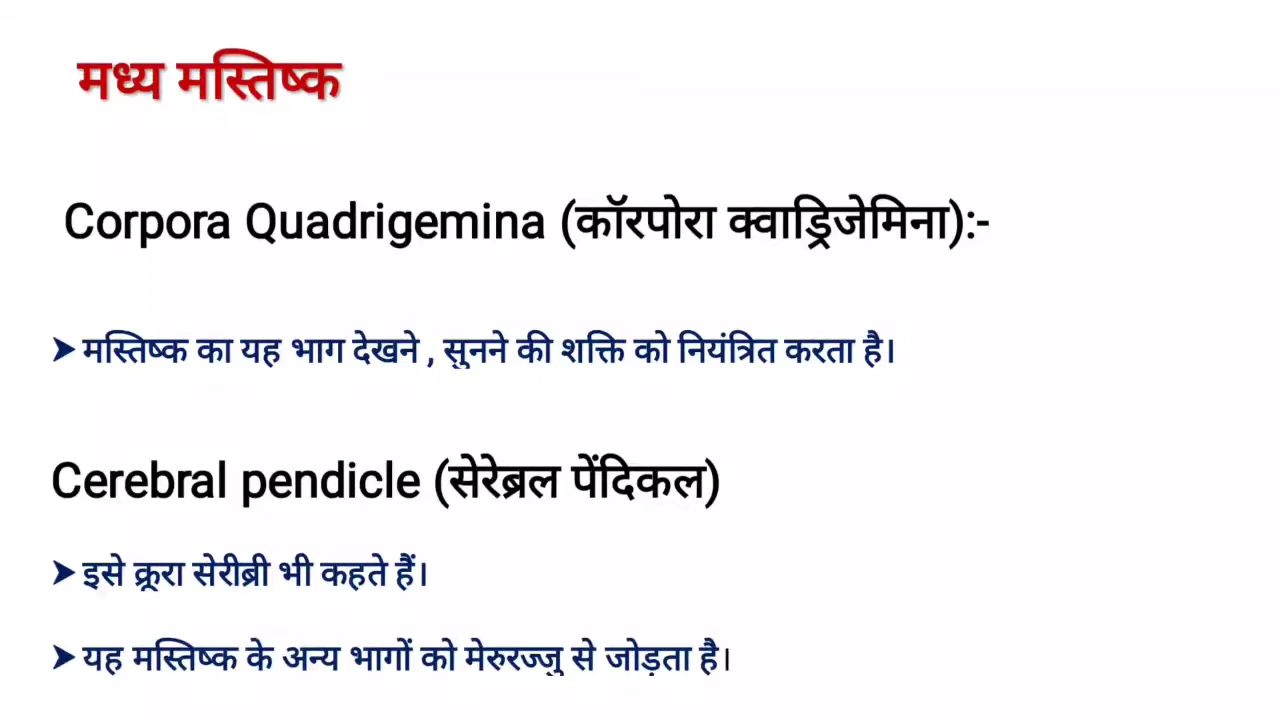 मध्य मस्तिष्क
Corpora Quadrigemina (कॉरपोरा क्वाड्रिजेमिना):-
➤ मस्तिष्क का यह भाग देखने , सुनने की शक्ति को नियंत्रित करता है।
Cerebral pendicle (सेरेब्रल पेंदिकल)
➤ इसे क्रूरा सेरीब्री भी कहते हैं।
➤ यह मस्तिष्क के अन्य भागों को मेरुरज्जु से जोड़ता है।